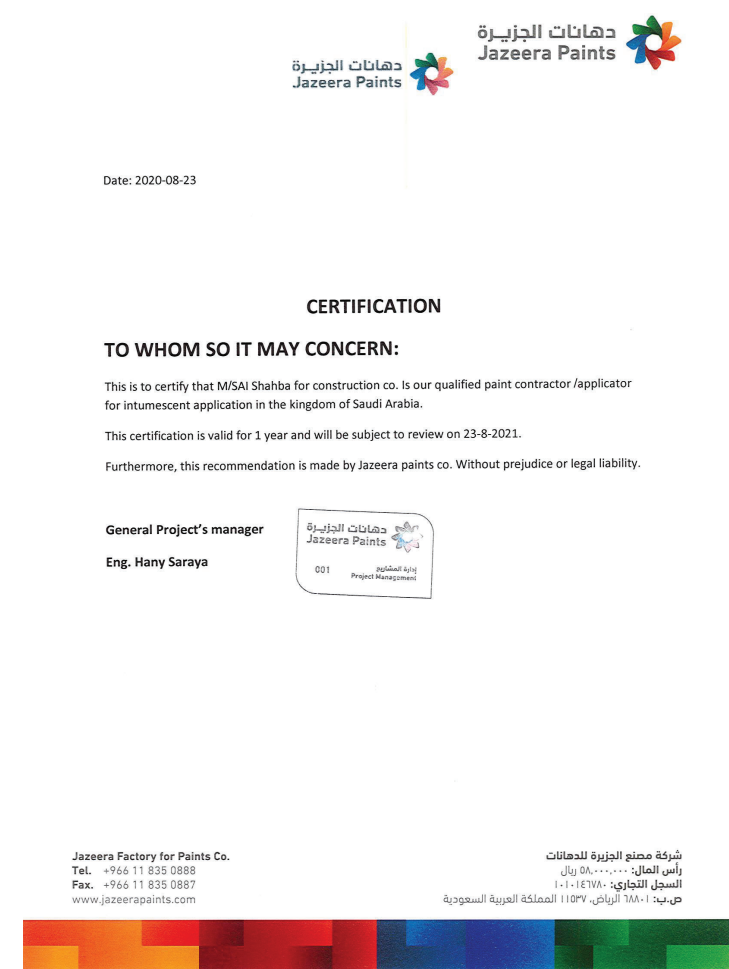 دهانات الجزيرة
Jazeera Paints
دهانات الجزيرة
Jazeera Paints
Date: 2020-08-23
CERTIFICATION
TO WHOM SO IT MAY CONCERN:
This is to certify that M/SAI Shahba for construction co. Is our qualified paint contractor /applicator
for intumescent application in the kingdom of Saudi Arabia.
This certification is valid for 1 year and will be subject to review on 23-8-2021.
Furthermore, this recommendation is made by Jazeera paints co. Without prejudice or legal liability.
General Project's manager
Eng. Hany Saraya
دهانات الجزيرة
Jazeera Paints
001
إدارة المشاريع
Project Management
Jazeera Factory for Paints Co.
Tel. +966 11 835 0888
Fax. +966 11 835 0887
www.jazeerapaints.com
شركة مصنع الجزيرة للدهانات
رأس المال: ٥٨,٠٠٠,٠٠٠ ريال
السجل التجاري: ١٠١٠١٤٦٧٨٠
ص.ب: ٦٨٨٠١ الرياض، ١١٥٣٧ المملكة العربية السعودية